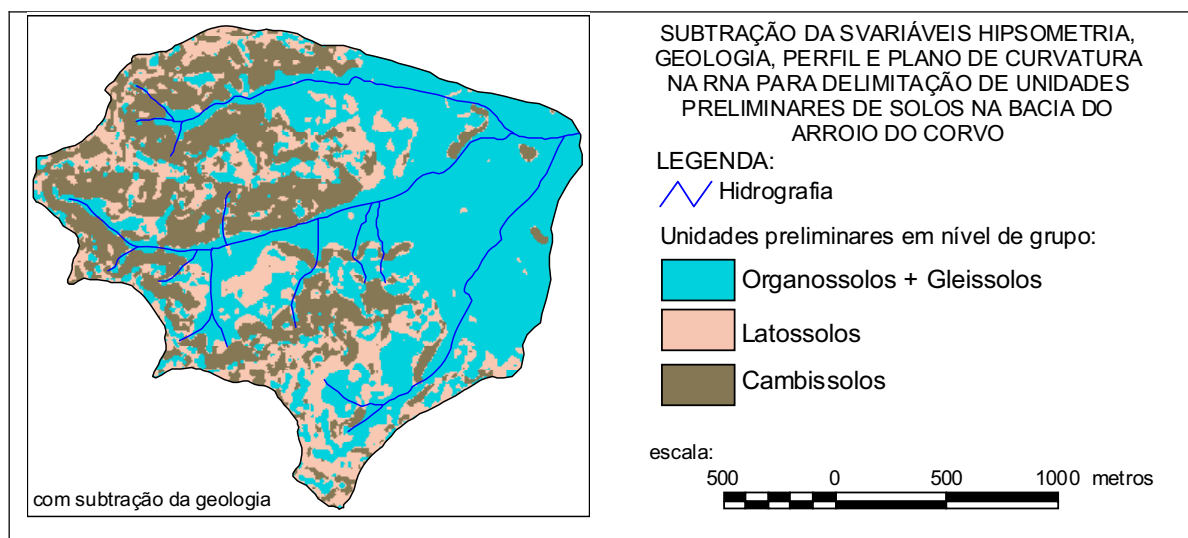 SUBTRAÇÃO DA SVARIÁVEIS HIPSOMETRIA,
GEOLOGIA, PERFIL E PLANO DE CURVATURA
NA RNA PARA DELIMITAÇÃO DE UNIDADES
PRELIMINARES DE SOLOS NA BACIA DO
ARROIO DO CORVO
LEGENDA:
Hidrografia
Unidades preliminares em nível de grupo:
Organossolos + Gleissolos
Latossolos
Cambissolos
escala:
500 0 500 1000 metros
com subtração da geologia